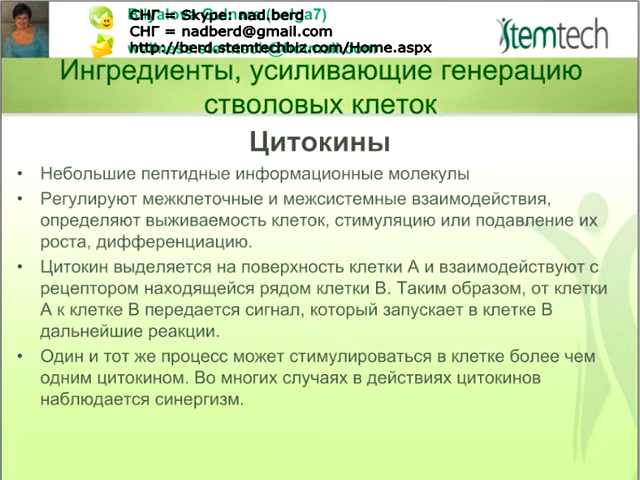 СНГ = Skype: nad.berg
СНГ = nadberd@gmail.com
http://berd.stemtechbiz.com/Home.aspx
stemtech
Ингредиенты, усиливающие генерацию
стволовых клеток
Цитокины
• Небольшие пептидные информационные молекулы
• Регулируют межклеточные и межсистемные взаимодействия,
определяют выживаемость клеток, стимуляцию или подавление их
роста, дифференциацию.
• Цитокин выделяется на поверхность клетки А и взаимодействуют с
рецептором находящейся рядом клетки В. Таким образом, от клетки
А к клетке В передается сигнал, который запускает в клетке В
дальнейшие реакции.
• Один и тот же процесс может стимулироваться в клетке более чем
одним цитокином. Во многих случаях в действиях цитокинов
наблюдается синергизм.